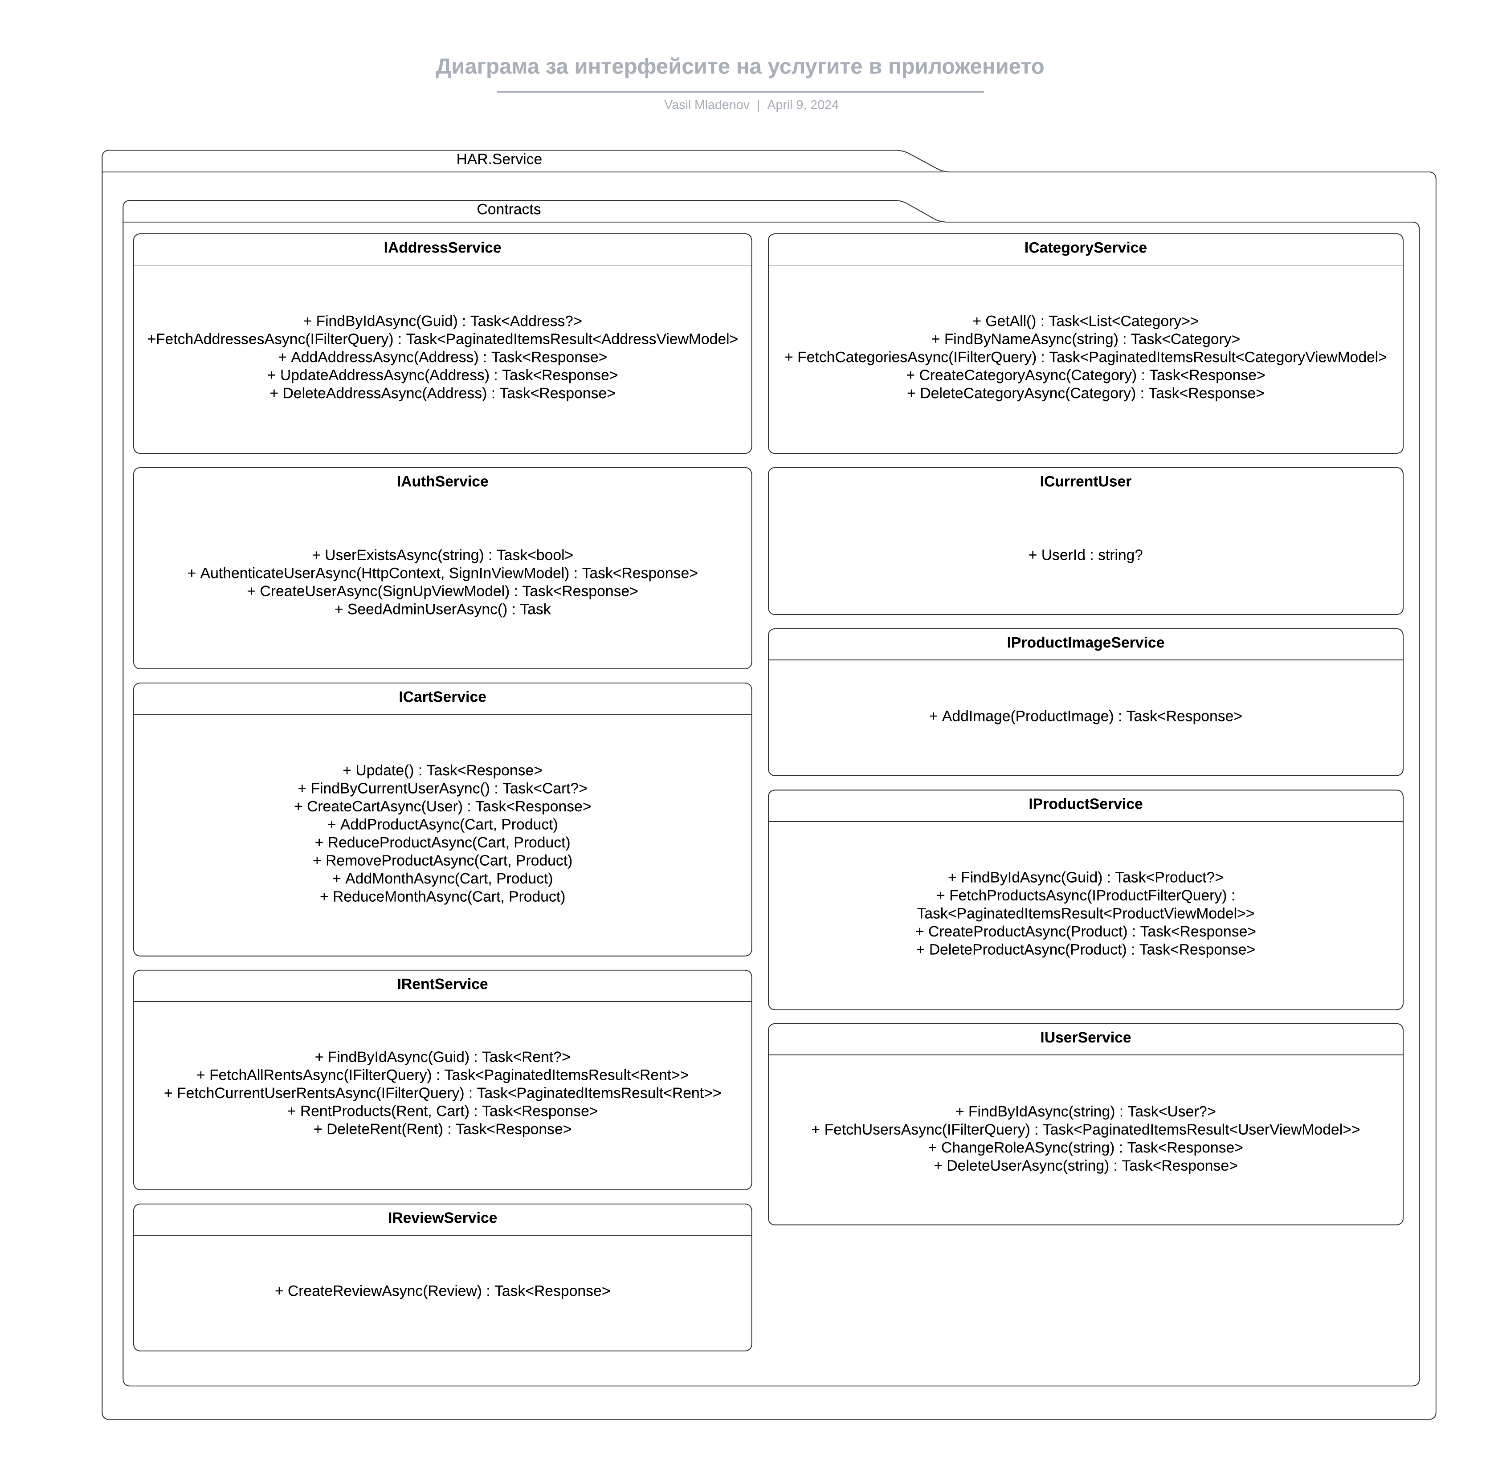 Диаграма за интерфейсите на услугите в приложението
Vasil Mladenov | April 9, 2024
HAR.Service
Contracts
IAddressService
+ FindByIdAsync(Guid) : Task<Address?>
+FetchAddressesAsync(IFilterQuery) : Task<PaginatedItemsResult<AddressViewModel>
+ AddAddressAsync(Address) : Task<Response>
+ UpdateAddressAsync(Address) : Task<Response>
+ DeleteAddressAsync(Address) : Task<Response>
IAuthService
+ UserExistsAsync(string) : Task<bool>
+ AuthenticateUserAsync(HttpContext, SignInViewModel) : Task<Response>
+ CreateUserAsync(SignUpViewModel) : Task<Response>
+ SeedAdminUserAsync() : Task
ICartService
+ Update() : Task<Response>
+ FindByCurrentUserAsync() : Task<Cart?>
+ CreateCartAsync(User) : Task<Response>
+ AddProductAsync(Cart, Product)
+ ReduceProductAsync(Cart, Product)
+ RemoveProductAsync(Cart, Product)
+ AddMonthAsync(Cart, Product)
+ ReduceMonthAsync(Cart, Product)
IRentService
+ FindByIdAsync(Guid) : Task<Rent?>
+ FetchAllRentsAsync(IFilterQuery) : Task<PaginatedItemsResult<Rent>>
+ FetchCurrentUserRentsAsync(IFilterQuery) : Task<PaginatedItemsResult<Rent>>
+ RentProducts(Rent, Cart) : Task<Response>
+ DeleteRent(Rent) : Task<Response>
IReviewService
+ CreateReviewAsync(Review) : Task<Response>
ICategoryService
+ GetAll() : Task<List<Category>>
+ FindByNameAsync(string) : Task<Category>
+ FetchCategoriesAsync(IFilterQuery) : Task<PaginatedItemsResult<CategoryViewModel>
+ CreateCategoryAsync(Category) : Task<Response>
+ DeleteCategoryAsync(Category) : Task<Response>
ICurrentUser
+ UserId : string?
IProductImageService
+ AddImage(ProductImage) : Task<Response>
IProductService
+ FindByIdAsync(Guid) : Task<Product?>
+ FetchProductsAsync(IProductFilterQuery) :
Task<PaginatedItemsResult<ProductViewModel>>
+ CreateProductAsync(Product) : Task<Response>
+ DeleteProductAsync(Product) : Task<Response>
IUserService
+ FindByIdAsync(string) : Task<User?>
+ FetchUsersAsync(IFilterQuery) : Task<PaginatedItemsResult<UserViewModel>>
+ ChangeRoleASync(string) : Task<Response>
+ DeleteUserAsync(string) : Task<Response>